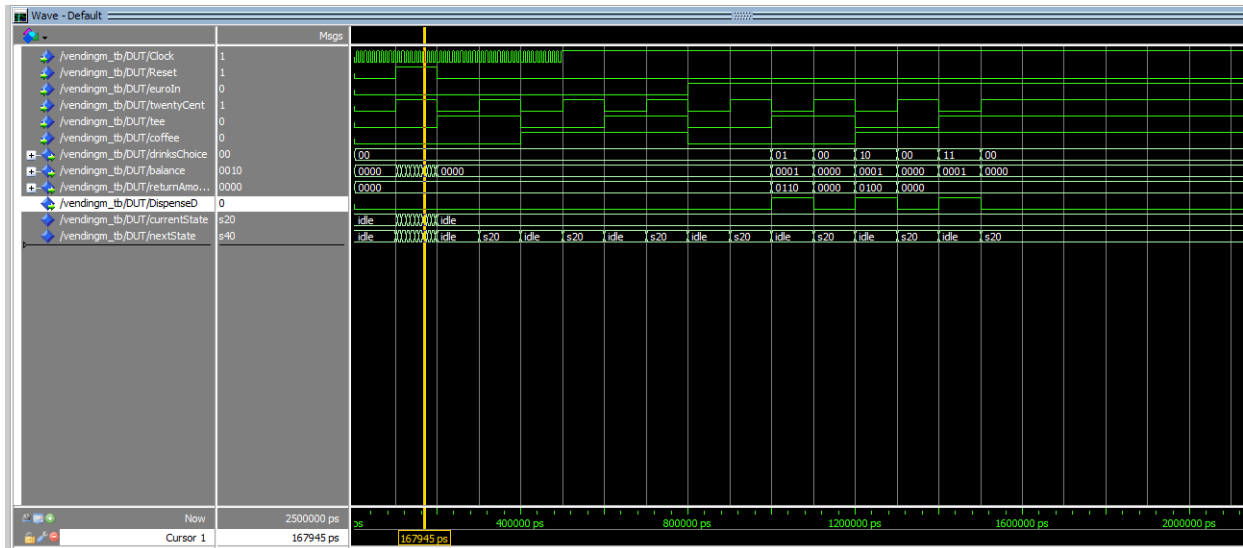 Wave - Default
Msgs
/vendingm_tb/DUT/Clock 1
/vendingm_tb/DUT/Reset 1
/vendingm_tb/DUT/euroIn 0
/vendingm_tb/DUT/twentyCent 1
/vendingm_tb/DUT/tee 0
/vendingm_tb/DUT/coffee 0
/vendingm_tb/DUT/drinksChoice 00 00 01 00 10 00 11 00
/vendingm_tb/DUT/balance 0010 0000 0000 0001 0000 0001 0000 0001 0000
/vendingm_tb/DUT/returnAmo... 0000 0000 0110 0000 0100 0000
/vendingm_tb/DUT/DispenseD 0
/vendingm_tb/DUT/currentState s20 idle idle
/vendingm_tb/DUT/nextState s40 idle idle s20 idle s20 idle s20 idle s20 idle s20 idle s20 idle s20
Now 2500000 ps ps 400000 ps 800000 ps 1200000 ps 1600000 ps 2000000 ps
Cursor 1 167945 ps 167945 ps